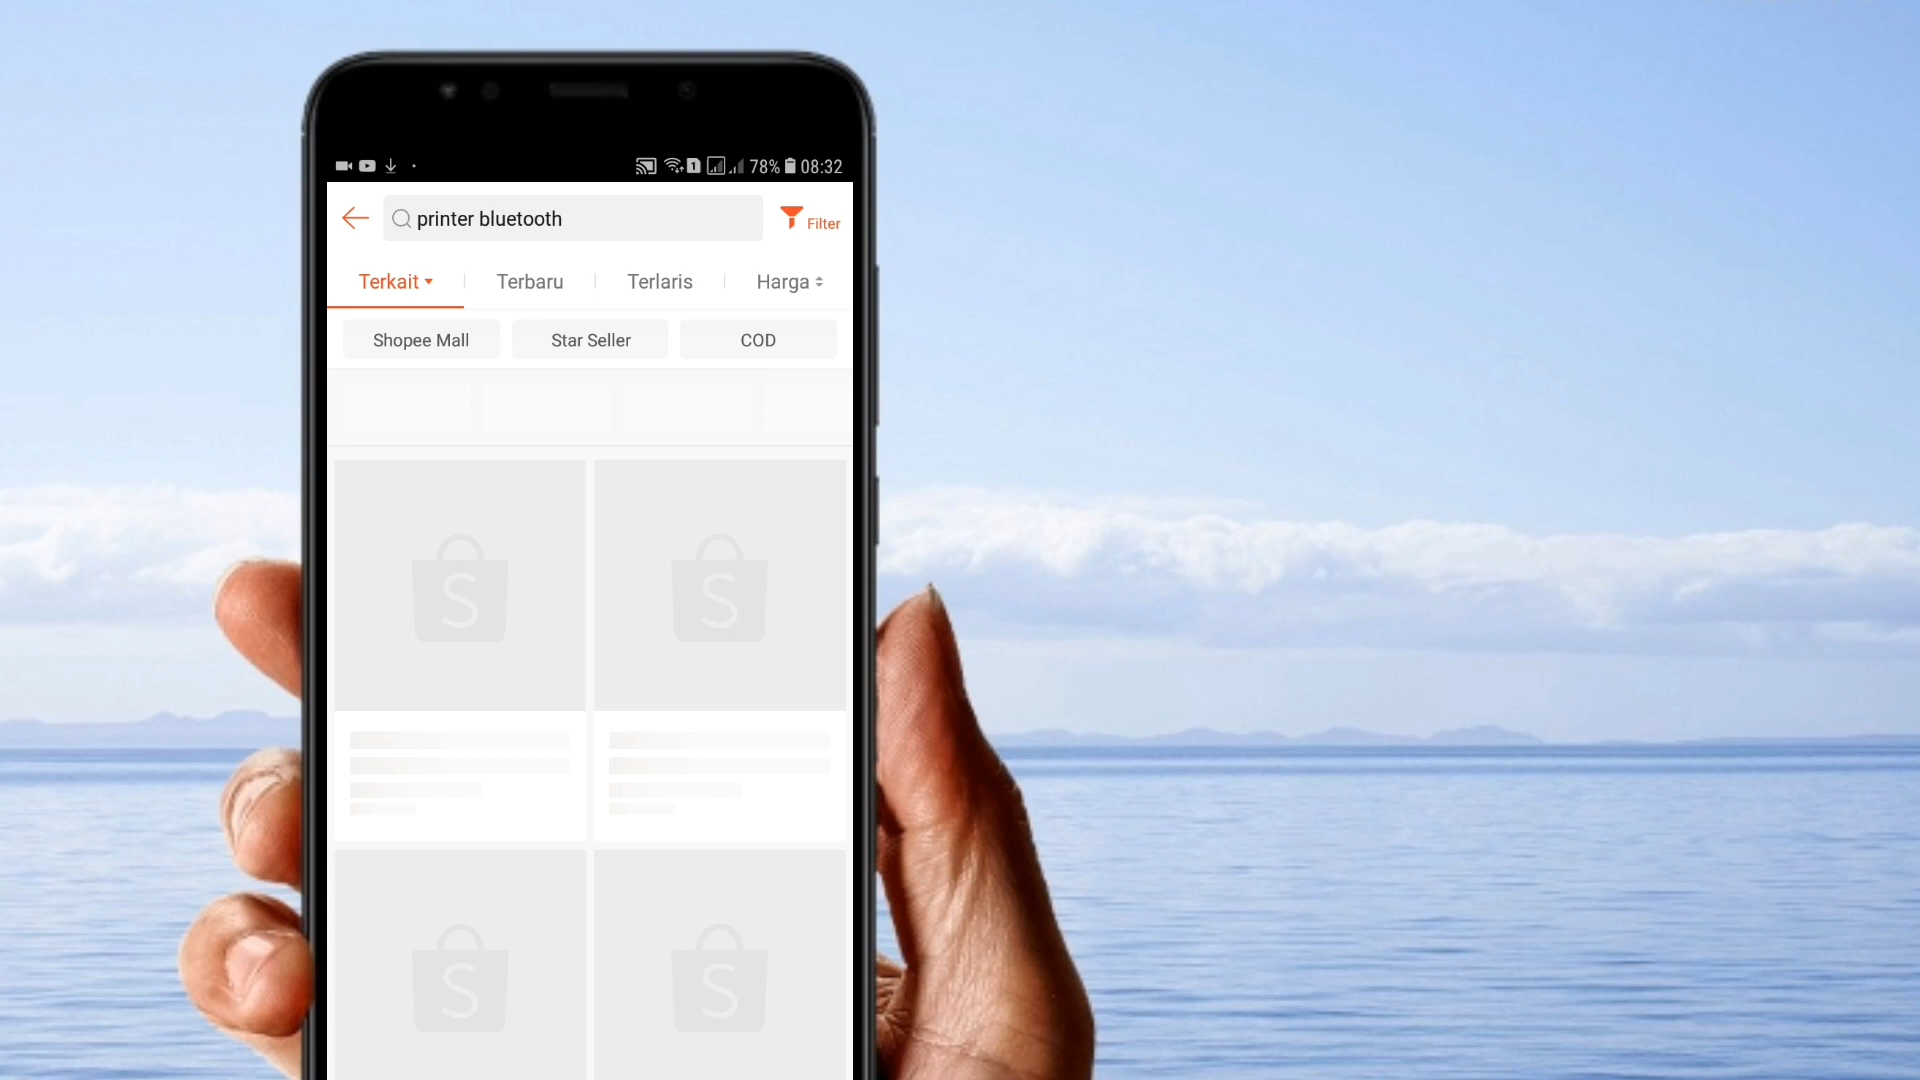 78% 08:32
printer bluetooth
Filter
Terkait
Terbaru
Terlaris
Harga
Shopee Mall
Star Seller
COD
S
S
S
S